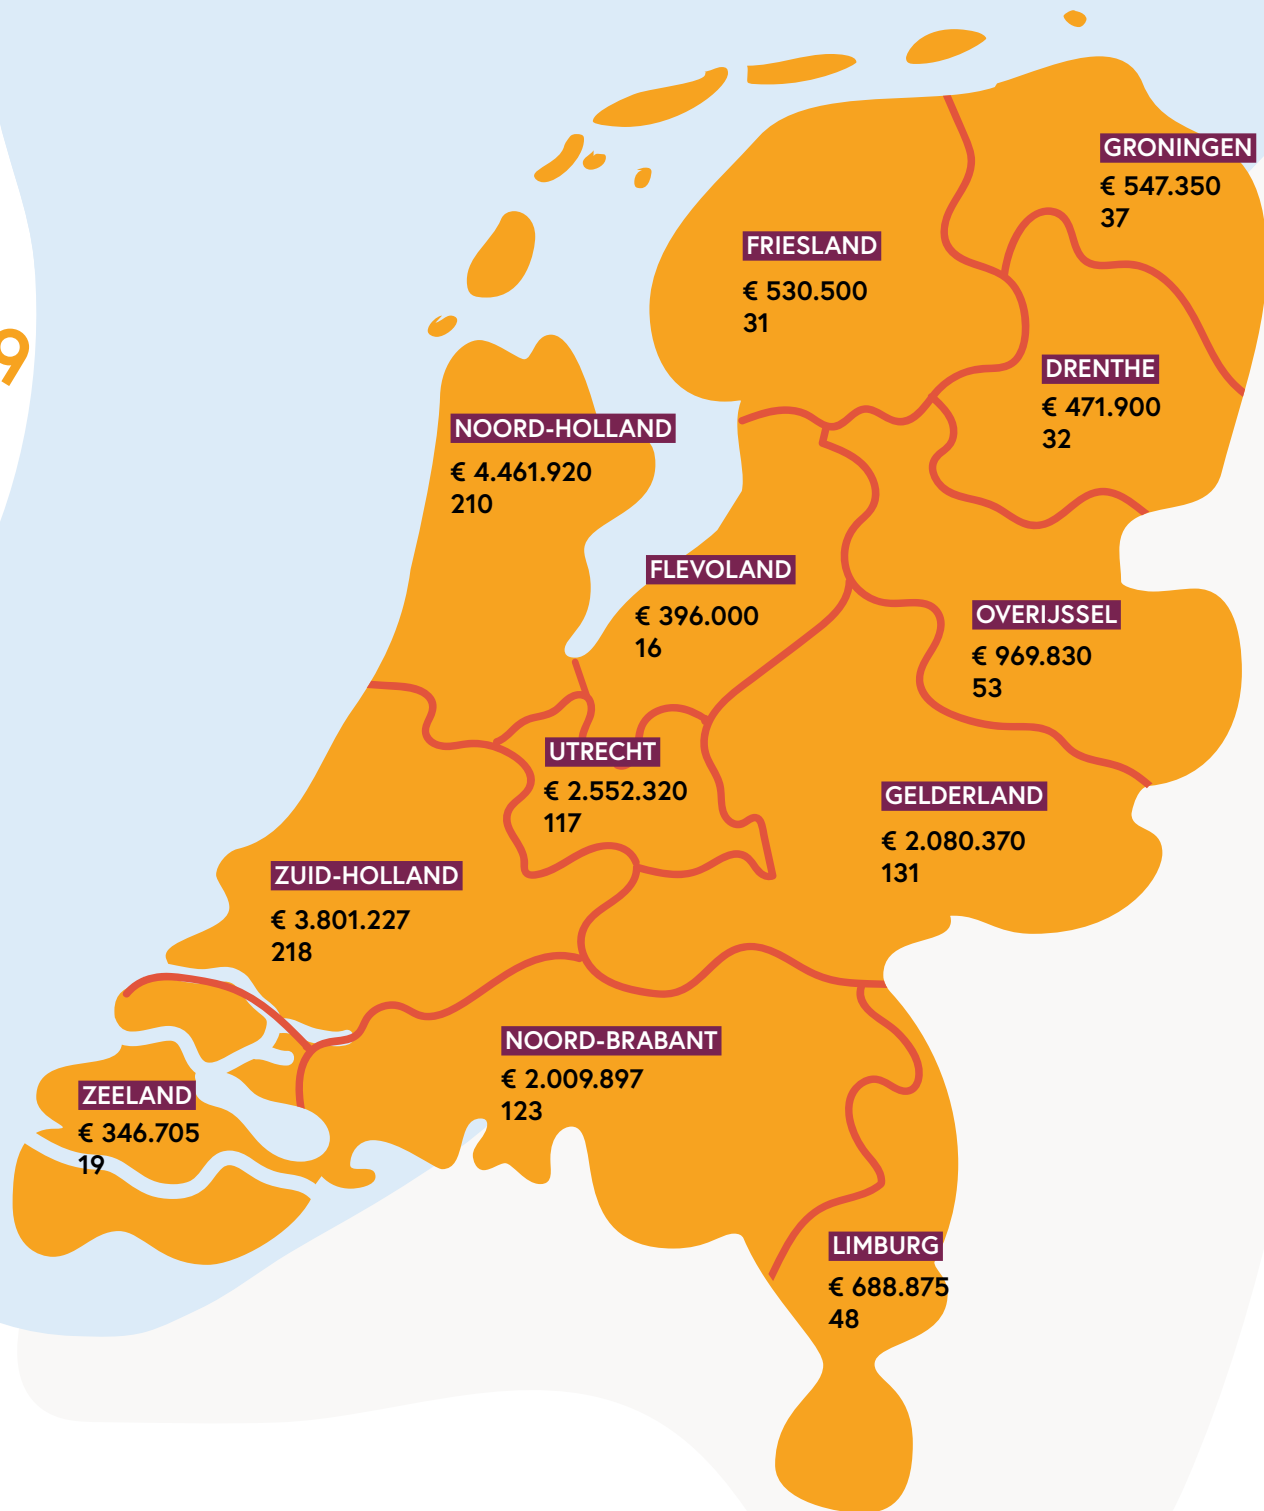 GRONINGEN
€ 547.350
37
FRIESLAND
€ 530.500
31
9
DRENTHE
€ 471.900
32
NOORD-HOLLAND
€ 4.461.920
210
FLEVOLAND
€ 396.000
16
OVERIJSSEL
€ 969.830
53
UTRECHT
€ 2.552.320
117
GELDERLAND
€ 2.080.370
131
ZUID-HOLLAND
€ 3.801.227
218
NOORD-BRABANT
€ 2.009.897
123
ZEELAND
€ 346.705
19
LIMBURG
€ 688.875
48